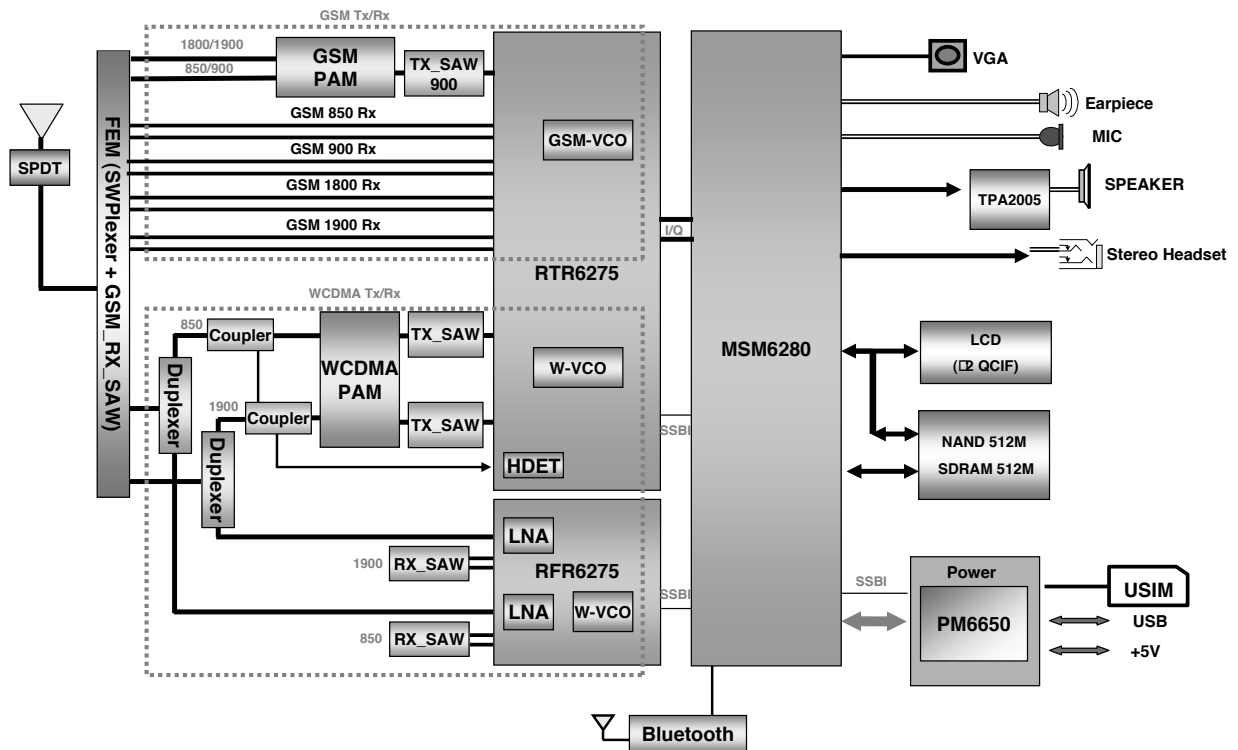 GSM Tx/Rx
1800/1900
850/900
GSM
PAM
TX_SAW
900
GSM 850 Rx
GSM 900 Rx
GSM 1800 Rx
GSM 1900 Rx
GSM-VCO
SPDT
FEM (SWPlexer + GSM_RX_SAW)
I/Q
RTR6275
WCDMA Tx/Rx
850
Coupler
TX_SAW
WCDMA
PAM
W-VCO
Duplexer
1900
Coupler
TX_SAW
Duplexer
HDET
SSBI
LNA
1900
RX_SAW
RFR6275
LNA
W-VCO
850
RX_SAW
SSBI
MSM6280
VGA
Earpiece
MIC
TPA2005
SPEAKER
Stereo Headset
LCD
(2 QCIF)
NAND 512M
SDRAM 512M
SSBI
Power
PM6650
USIM
USB
+5V
Bluetooth